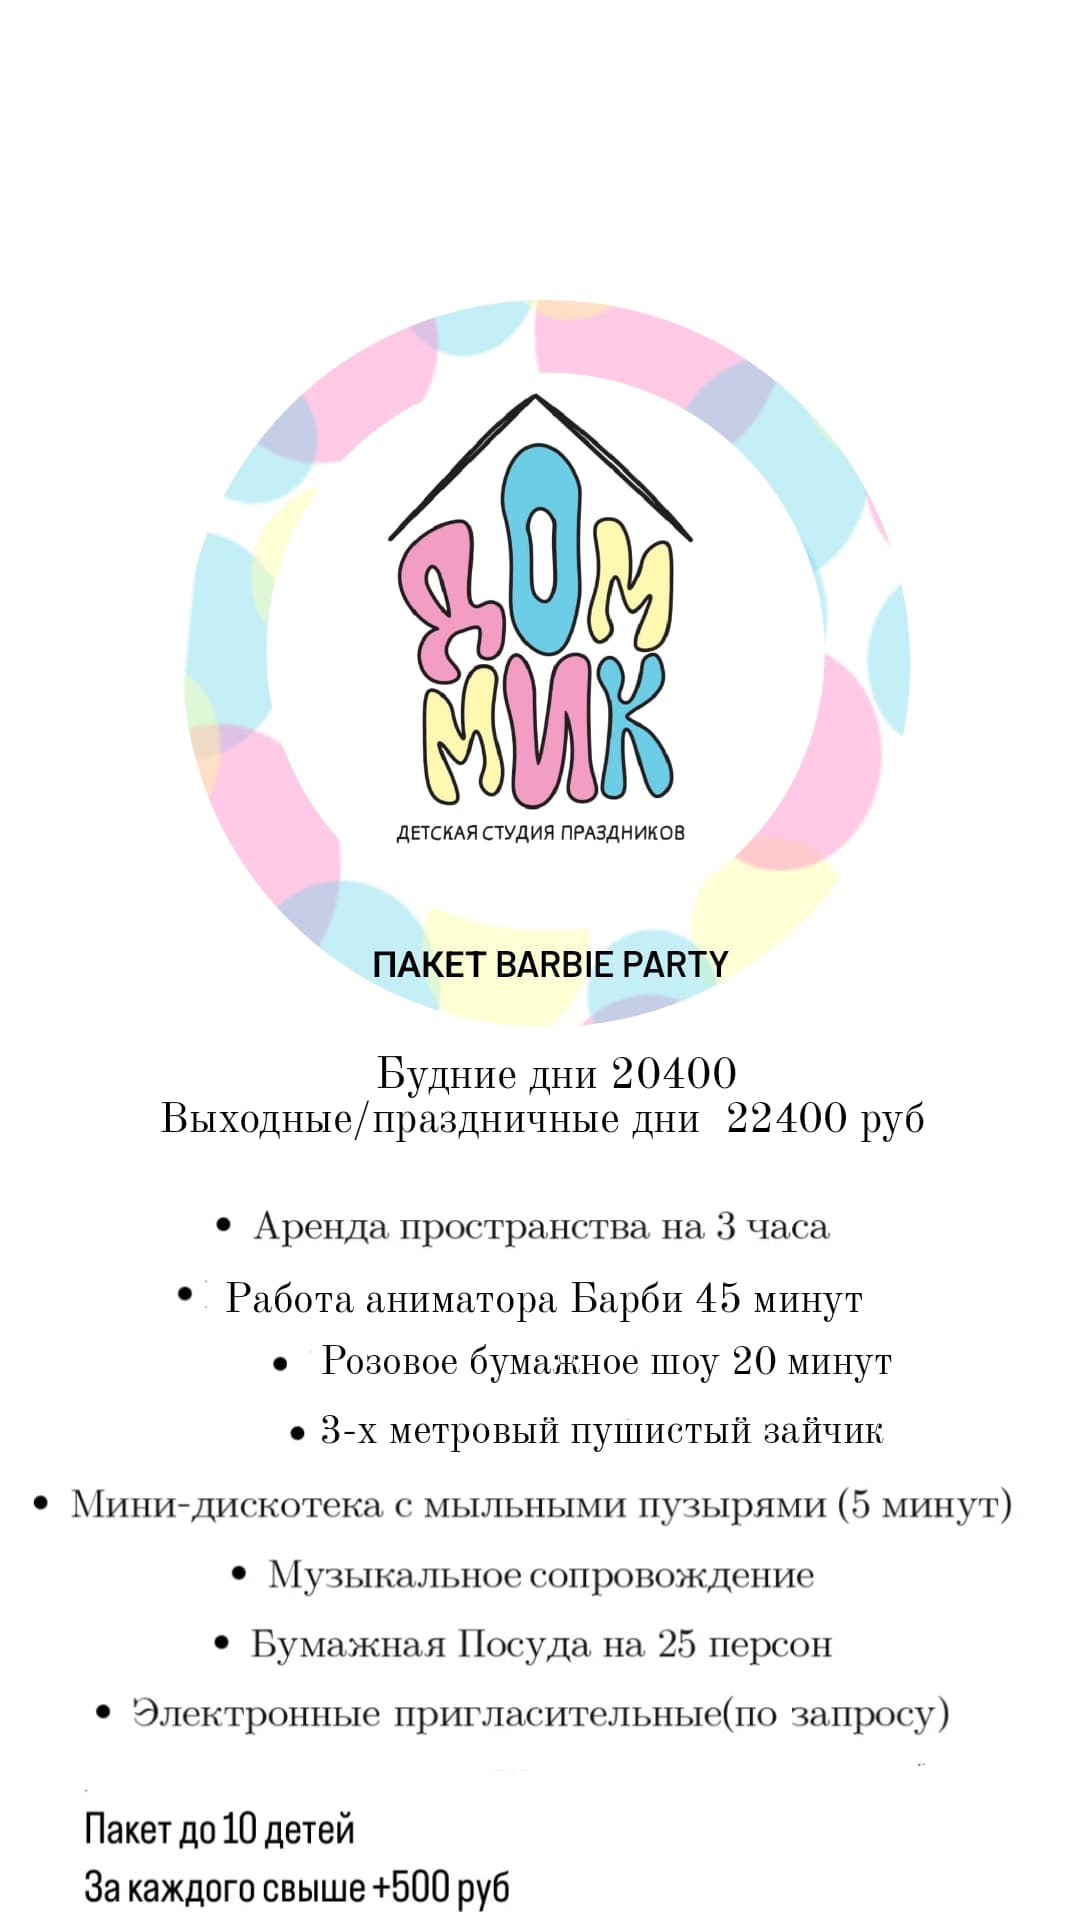 ДОМ
МИК
ДЕТСКАЯ СТУДИЯ ПРАЗДНИКОВ
ПАКЕТ BARBIE PARTY
Будние дни 20400
Выходные/праздничные дни 22400 руб
• Аренда пространства на 3 часа
• Работа аниматора Барби 45 минут
• Розовое бумажное шоу 20 минут
• 3-х метровый пушистый зайчик
• Мини-дискотека с мыльными пузырями (5 минут)
• Музыкальное сопровождение
• Бумажная Посуда на 25 персон
• Электронные пригласительные(по запросу)
Пакет до 10 детей
За каждого свыше +500 руб